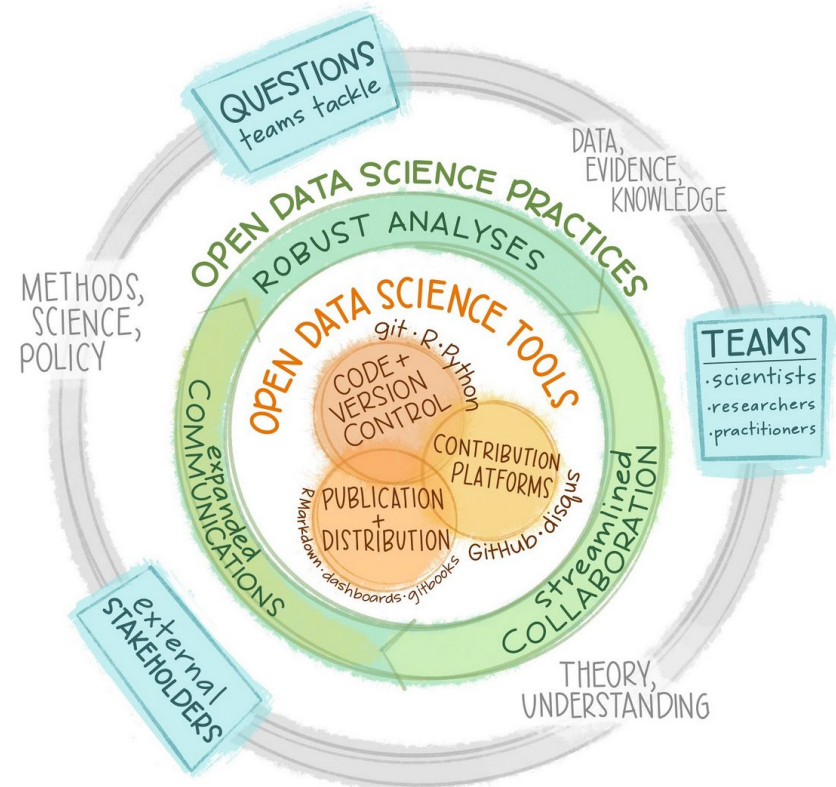 QUESTIONS
teams tackle
DATA,
EVIDENCE,
KNOWLEDGE
OPEN DATA SCIENCE PRACTICES
ROBUST ANALYSES
METHODS,
SCIENCE,
POLICY
OPEN DATA SCIENCE TOOLS
git · R · Python
CODE +
VERSION
CONTROL
TEAMS
· scientists
· researchers
· practitioners
CONTRIBUTION
PLATFORMS
GitHub · disqus
PUBLICATION
+
DISTRIBUTION
RMarkdown · dashboards · gitbooks
expanded
COMMUNICATIONS
streamlined
COLLABORATION
external
STAKEHOLDERS
THEORY,
UNDERSTANDING